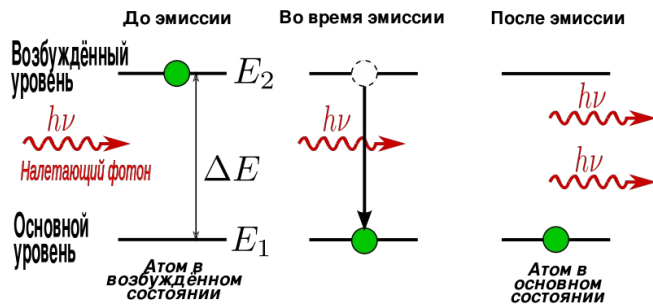 До эмиссии
Во время эмиссии
После эмиссии
Возбуждённый
уровень
E₂
hν
Налетающий фотон
ΔE
Основной
уровень
E₁
Атом в
возбуждённом
состоянии
hν
hν
hν
Атом в
основном
состоянии